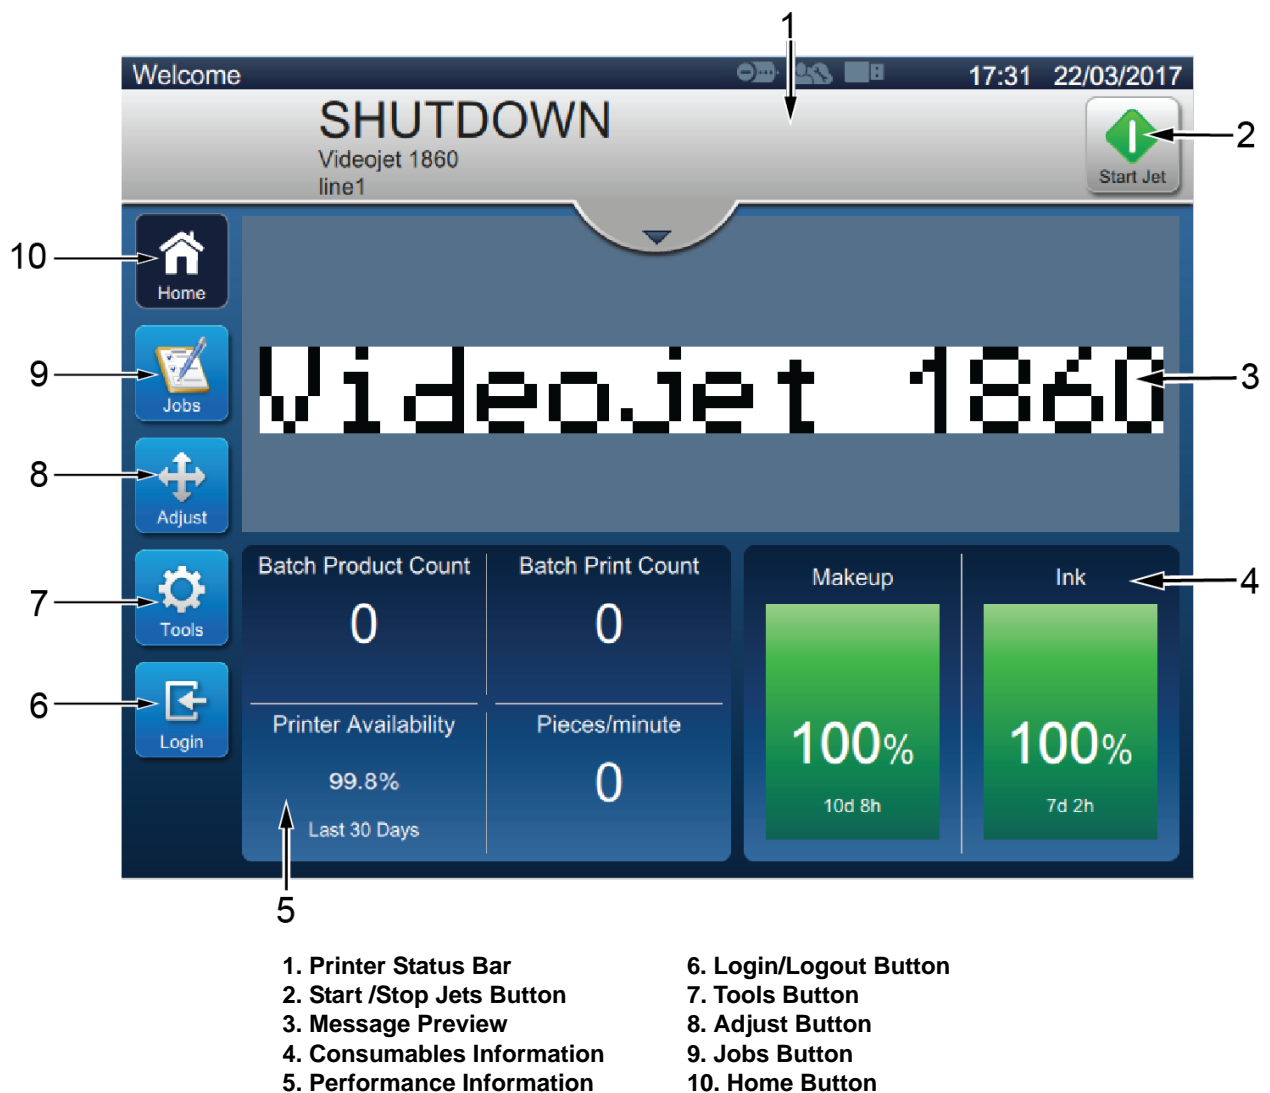 1
Welcome 17:31 22/03/2017
SHUTDOWN
Videojet 1860
line1
Start Jet
2
10
Home
9
Jobs
Videojet 1860
3
8
Adjust
Batch Product Count
0
Batch Print Count
0
Makeup
Ink
4
7
Tools
6
Login
Printer Availability
99.8%
Last 30 Days
Pieces/minute
0
100%
10d 8h
100%
7d 2h
5
1. Printer Status Bar
2. Start /Stop Jets Button
3. Message Preview
4. Consumables Information
5. Performance Information
6. Login/Logout Button
7. Tools Button
8. Adjust Button
9. Jobs Button
10. Home Button